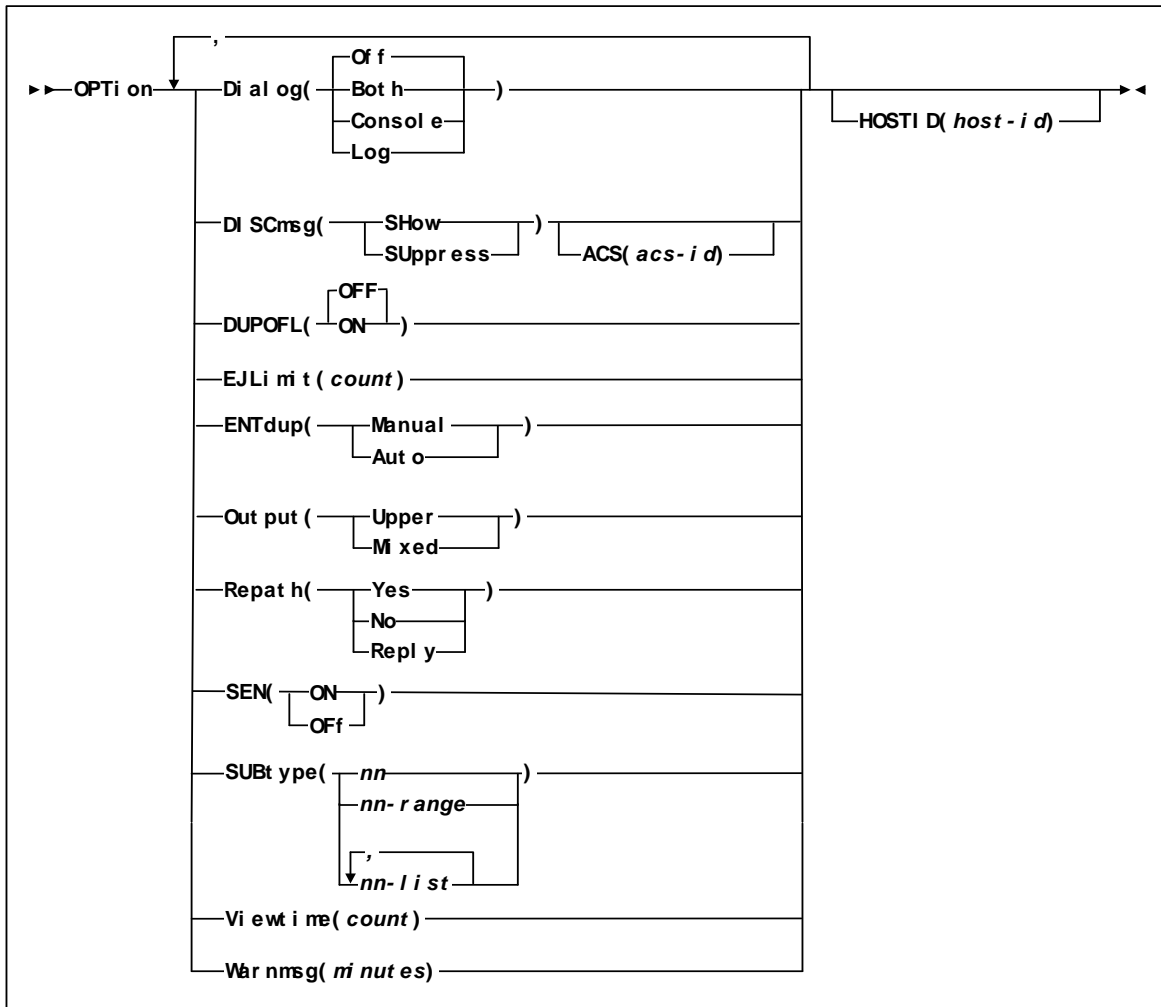 ,
Off
OPTion Dialog( Both )
Console HOSTID(host-id)
Log
DISCmsg( SHow )
SUppress ACS(acs-id)
OFF
DUPOFL( ON )
EJLimit(count)
ENTdup( Manual )
Auto
Output( Upper )
Mixed
Repath( Yes )
No
Reply
SEN( ON )
OFf
SUBtype( nn )
nn-range
,
nn-list
Viewtime(count)
Warnmsg(minutes)